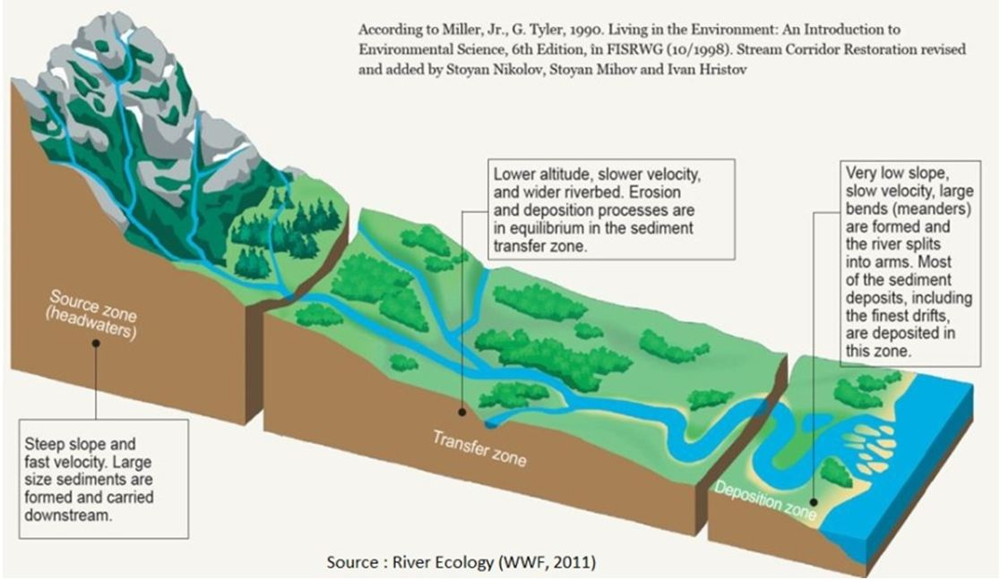 According to Miller, Jr., G. Tyler, 1990. Living in the Environment: An Introduction to
Environmental Science, 6th Edition, în FISRWG (10/1998). Stream Corridor Restoration revised
and added by Stoyan Nikolov, Stoyan Mihov and Ivan Hristov
Lower altitude, slower velocity,
and wider riverbed. Erosion
and deposition processes are
in equilibrium in the sediment
transfer zone.
Very low slope,
slow velocity, large
bends (meanders)
are formed and
the river splits
into arms. Most
of the sediment
deposits, including
the finest drifts,
are deposited in
this zone.
Source zone
(headwaters)
Steep slope and
fast velocity. Large
size sediments are
formed and carried
downstream.
Transfer zone
Deposition zone
Source : River Ecology (WWF, 2011)